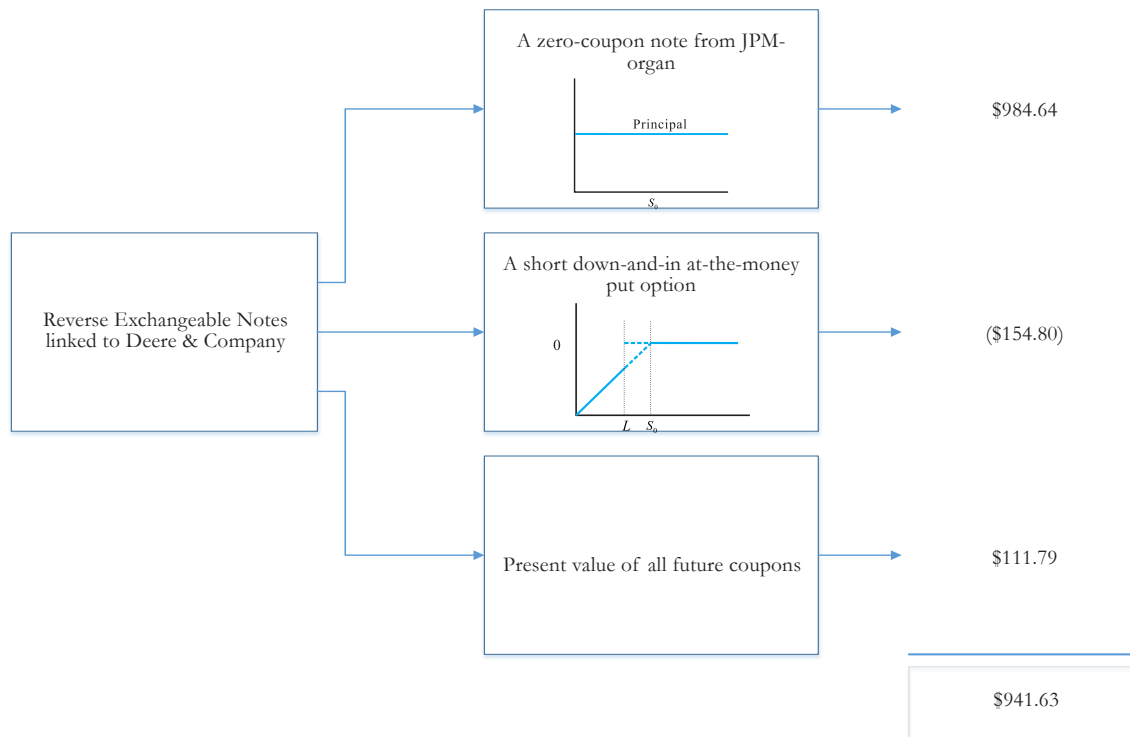 A zero-coupon note from JPM-
organ
Principal
S₀
$984.64
Reverse Exchangeable Notes
linked to Deere & Company
A short down-and-in at-the-money
put option
0
L S₀
($154.80)
Present value of all future coupons
$111.79
$941.63